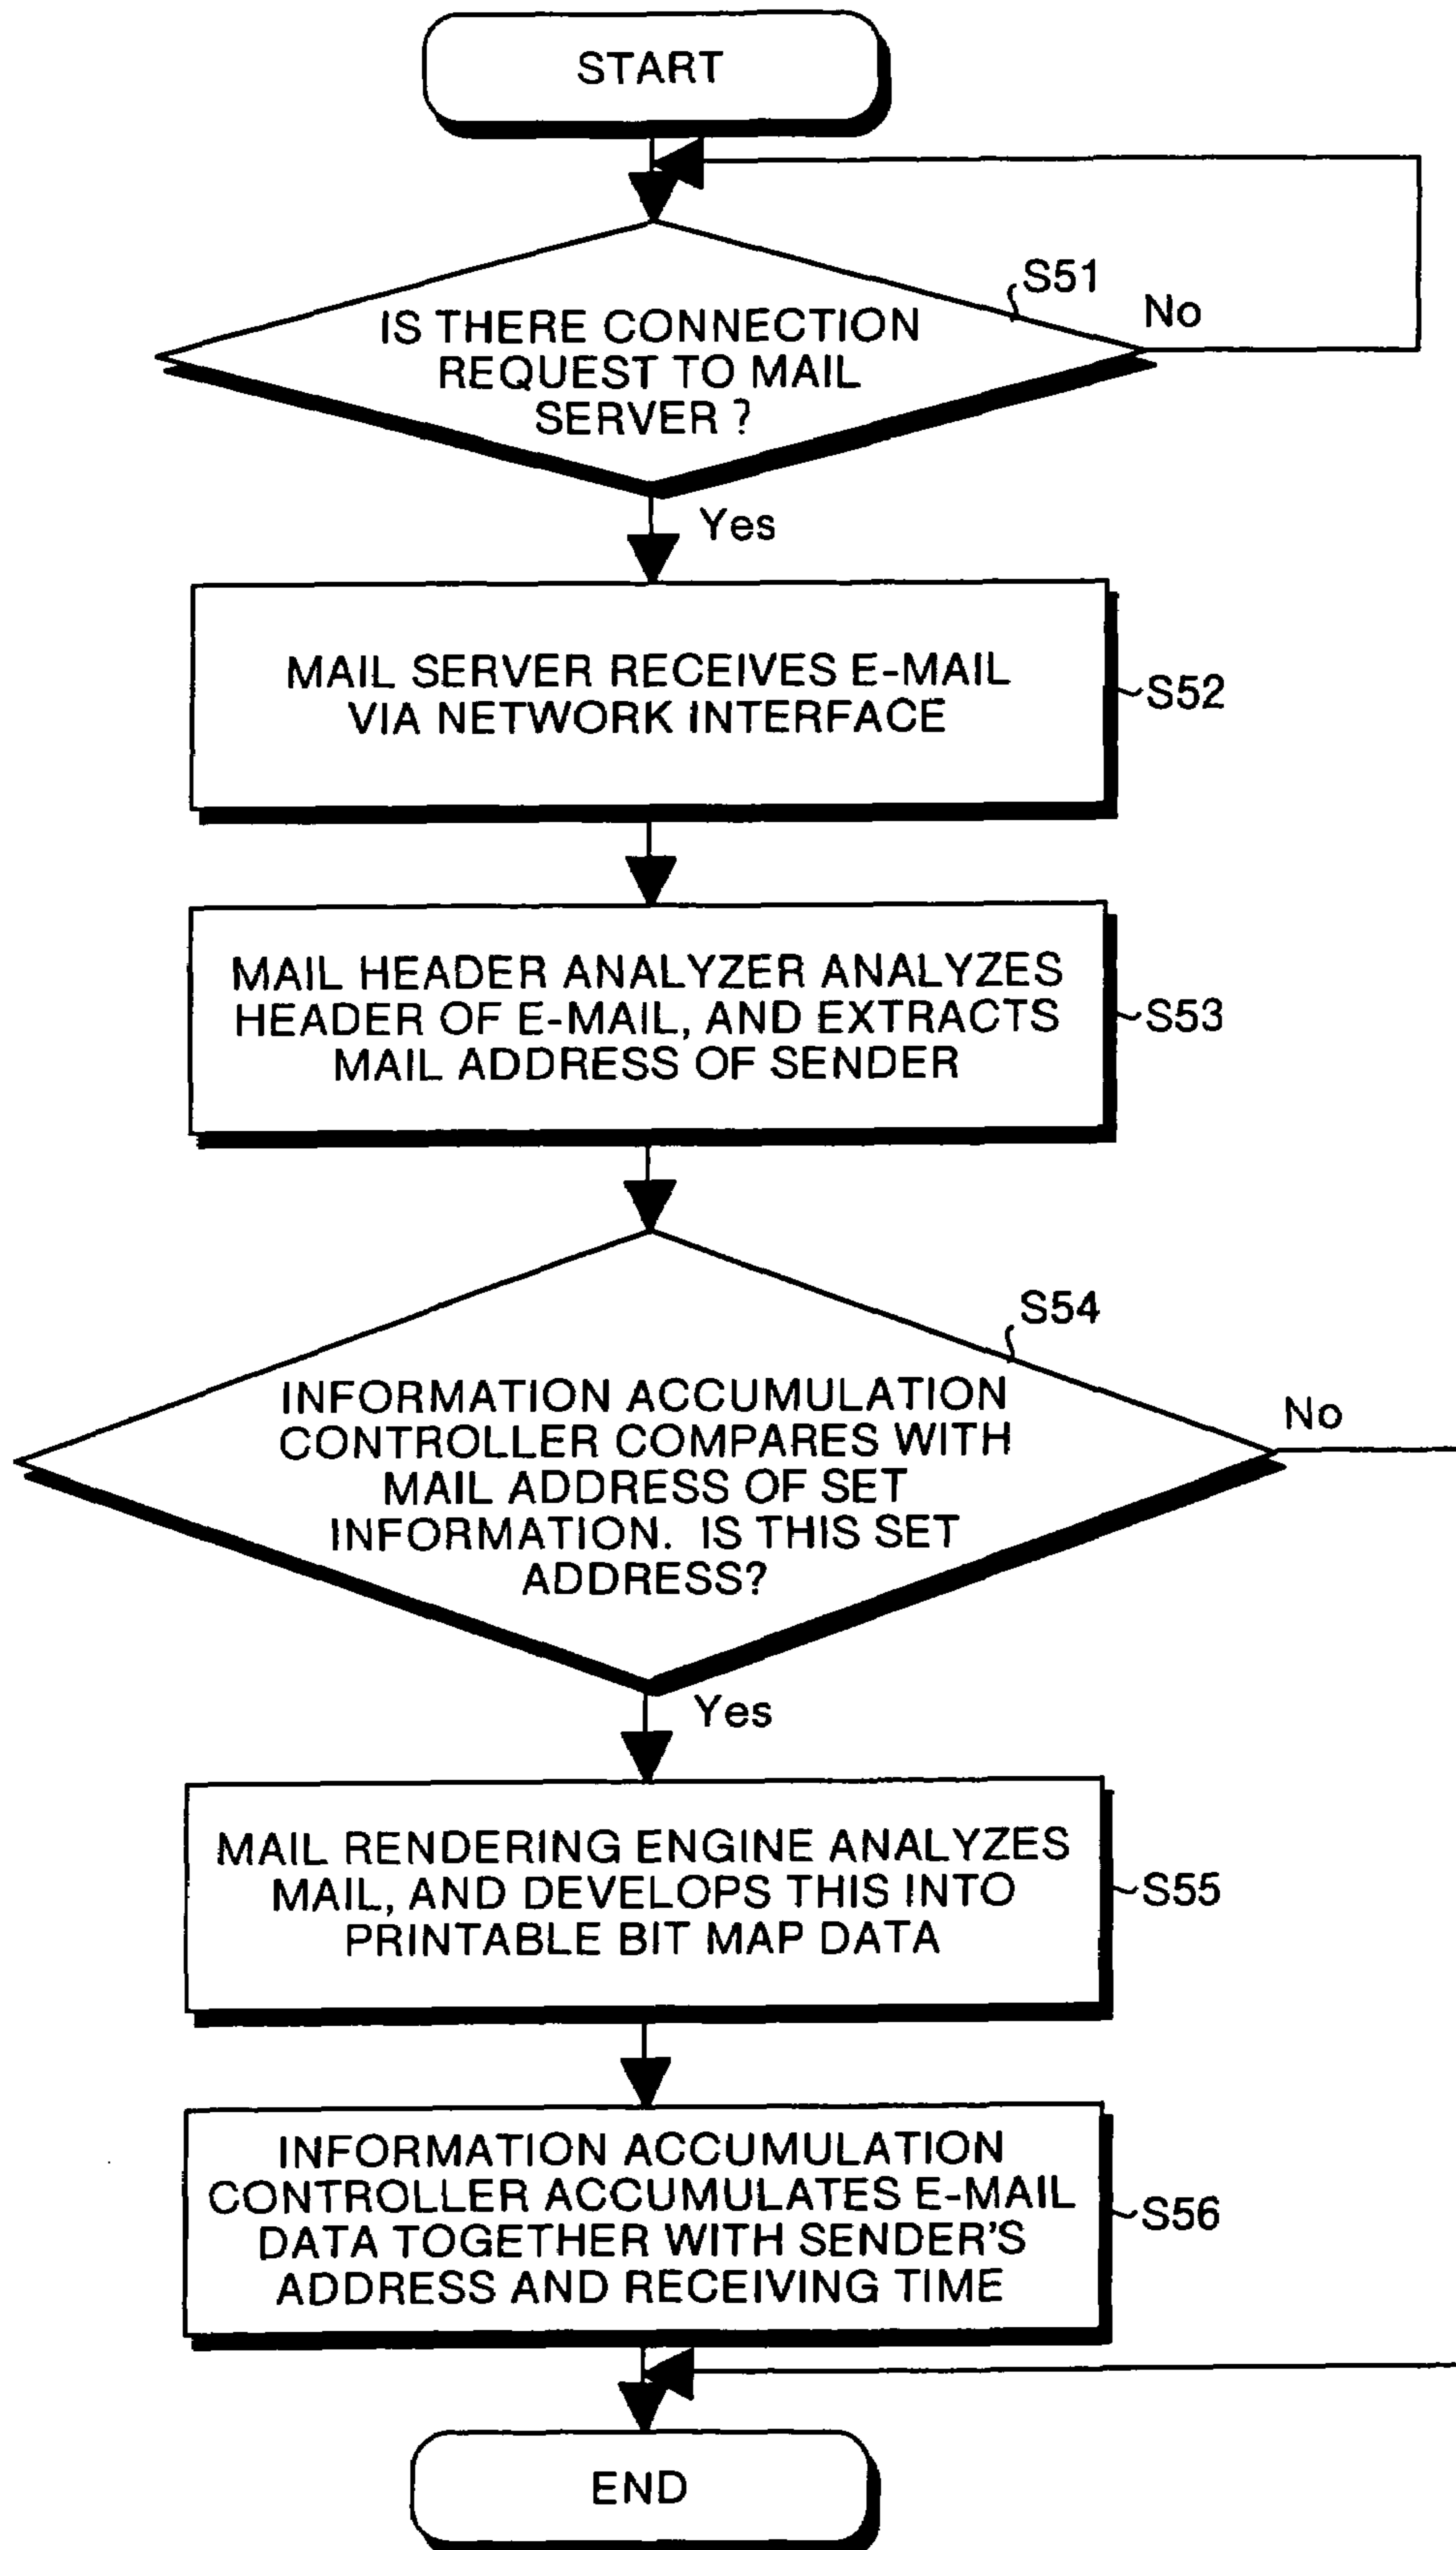 START
S51
No
IS THERE CONNECTION
REQUEST TO MAIL
SERVER ?
Yes
MAIL SERVER RECEIVES E-MAIL
VIA NETWORK INTERFACE
S52
MAIL HEADER ANALYZER ANALYZES
HEADER OF E-MAIL, AND EXTRACTS
MAIL ADDRESS OF SENDER
S53
S54
No
INFORMATION ACCUMULATION
CONTROLLER COMPARES WITH
MAIL ADDRESS OF SET
INFORMATION. IS THIS SET
ADDRESS?
Yes
MAIL RENDERING ENGINE ANALYZES
MAIL, AND DEVELOPS THIS INTO
PRINTABLE BIT MAP DATA
S55
INFORMATION ACCUMULATION
CONTROLLER ACCUMULATES E-MAIL
DATA TOGETHER WITH SENDER'S
ADDRESS AND RECEIVING TIME
S56
END